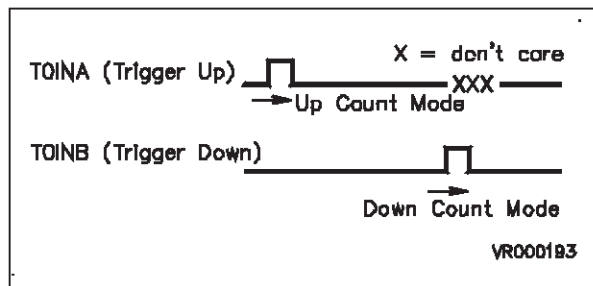 X = don't care
TOINA (Trigger Up)
XXX
Up Count Mode
TOINB (Trigger Down)
Down Count Mode
VR000193